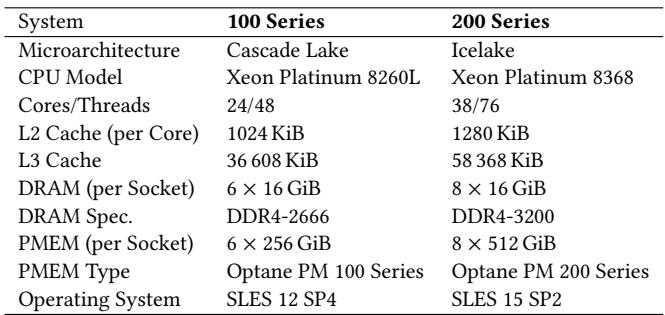 System 100 Series 200 Series
Microarchitecture Cascade Lake Icelake
CPU Model Xeon Platinum 8260L Xeon Platinum 8368
Cores/Threads 24/48 38/76
L2 Cache (per Core) 1024 KiB 1280 KiB
L3 Cache 36 608 KiB 58 368 KiB
DRAM (per Socket) 6 × 16 GiB 8 × 16 GiB
DRAM Spec. DDR4-2666 DDR4-3200
PMEM (per Socket) 6 × 256 GiB 8 × 512 GiB
PMEM Type Optane PM 100 Series Optane PM 200 Series
Operating System SLES 12 SP4 SLES 15 SP2